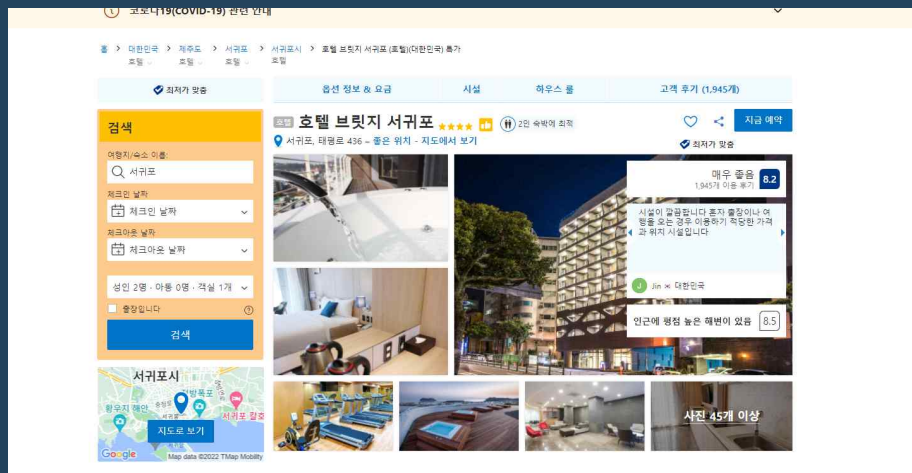 코로나19(COVID-19) 관련 안내
홈 > 대한민국 > 제주도 > 서귀포 > 서귀포시 > 호텔 브릿지 서귀포 (호텔)(대한민국) 특가
호텔 호텔 호텔 호텔
최저가 맞춤
옵션 정보 & 요금 시설 하우스 룰 고객 후기 (1,945개)
검색
호텔 호텔 브릿지 서귀포 ★★★★ 2인 숙박에 최적
지금 예약
서귀포, 태평로 436 – 좋은 위치 - 지도에서 보기
최저가 맞춤
여행지/숙소 이름:
서귀포
체크인 날짜
체크인 날짜
체크아웃 날짜
체크아웃 날짜
성인 2명 · 아동 0명 · 객실 1개
출장입니다
검색
매우 좋음 8.2
1,945개 이용 후기
시설이 깔끔합니다 혼자 출장이나 여
행을 오는 경우 이용하기 적당한 가격
과 위치 시설입니다
J Jin 대한민국
인근에 평점 높은 해변이 있음 8.5
서귀포시
정방폭포
황우지 해안
서귀포
지도로 보기
Google Map data ©2022 TMap Mobility
사진 45개 이상